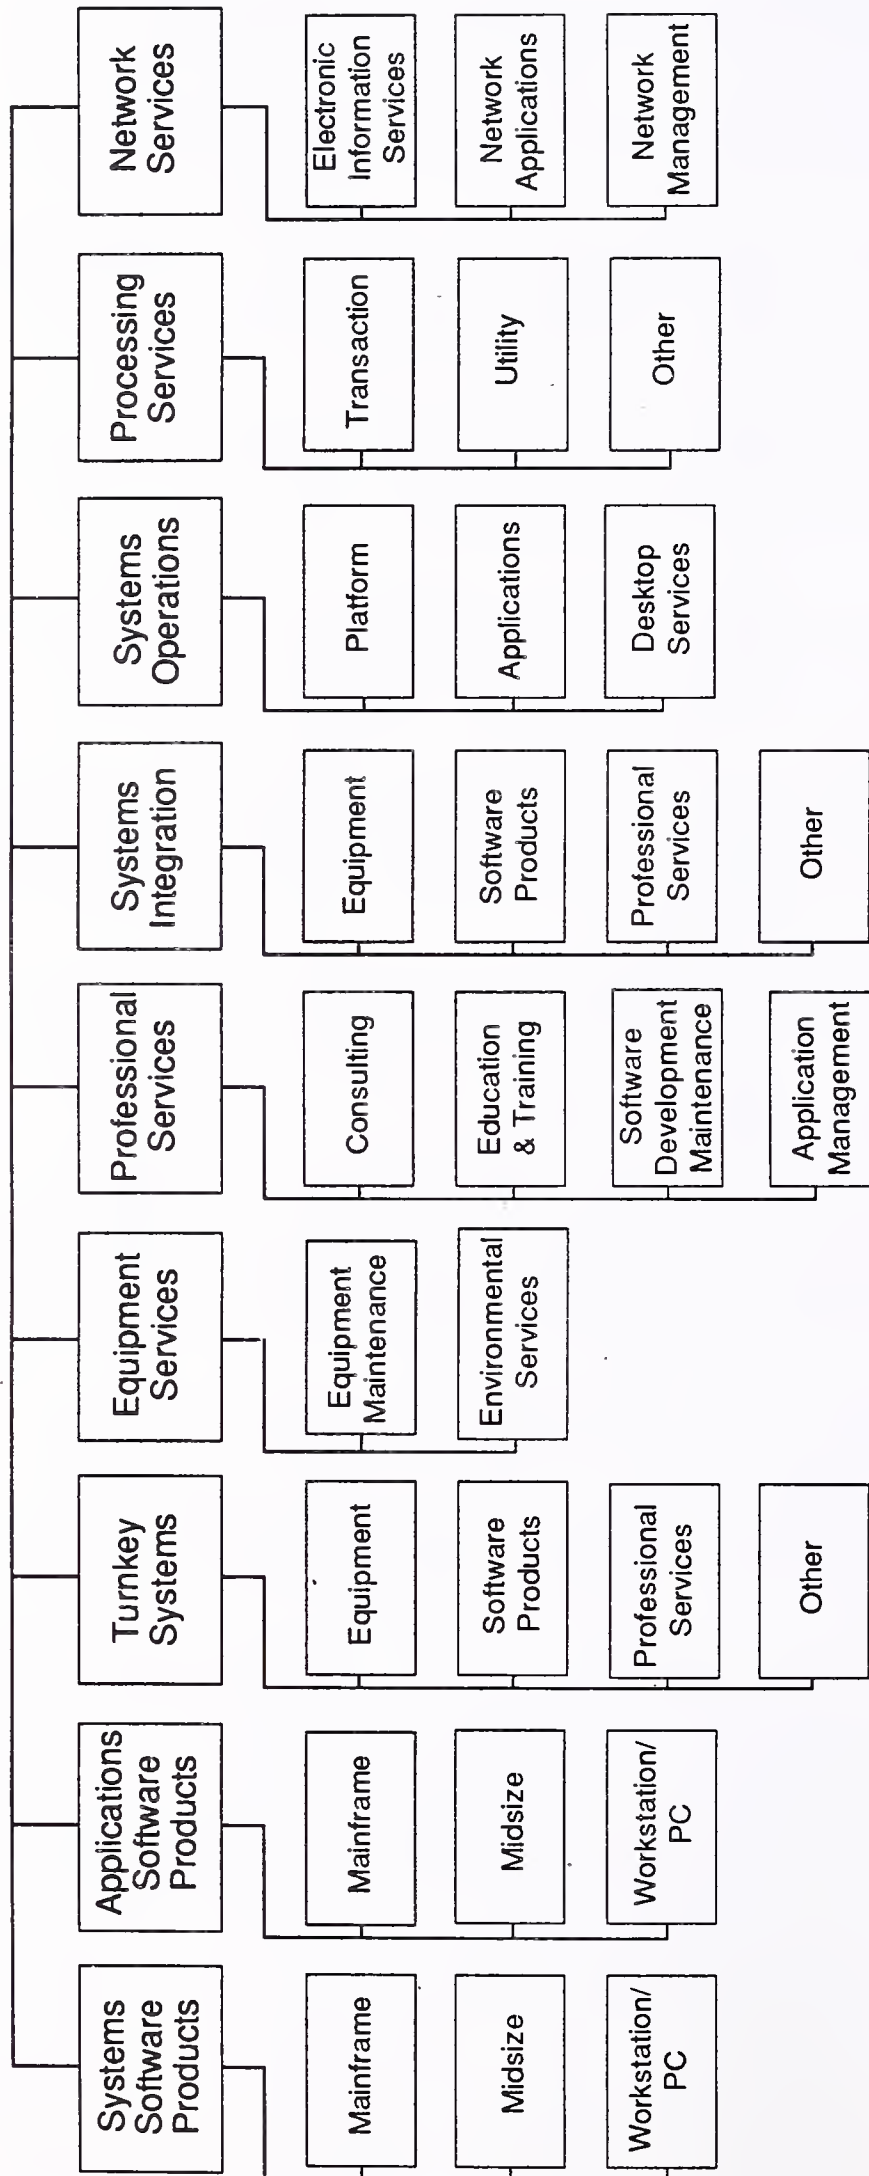 Systems
Software
Products
Mainframe
Midsize
Workstation/
PC
Applications
Software
Products
Mainframe
Midsize
Workstation/
PC
Turnkey
Systems
Equipment
Software
Products
Professional
Services
Other
Equipment
Services
Equipment
Maintenance
Environmental
Services
Professional
Services
Consulting
Education
& Training
Software
Development
Maintenance
Application
Management
Systems
Integration
Equipment
Software
Products
Professional
Services
Other
Systems
Operations
Platform
Applications
Desktop
Services
Processing
Services
Transaction
Utility
Other
Network
Services
Electronic
Information
Services
Network
Applications
Network
Management